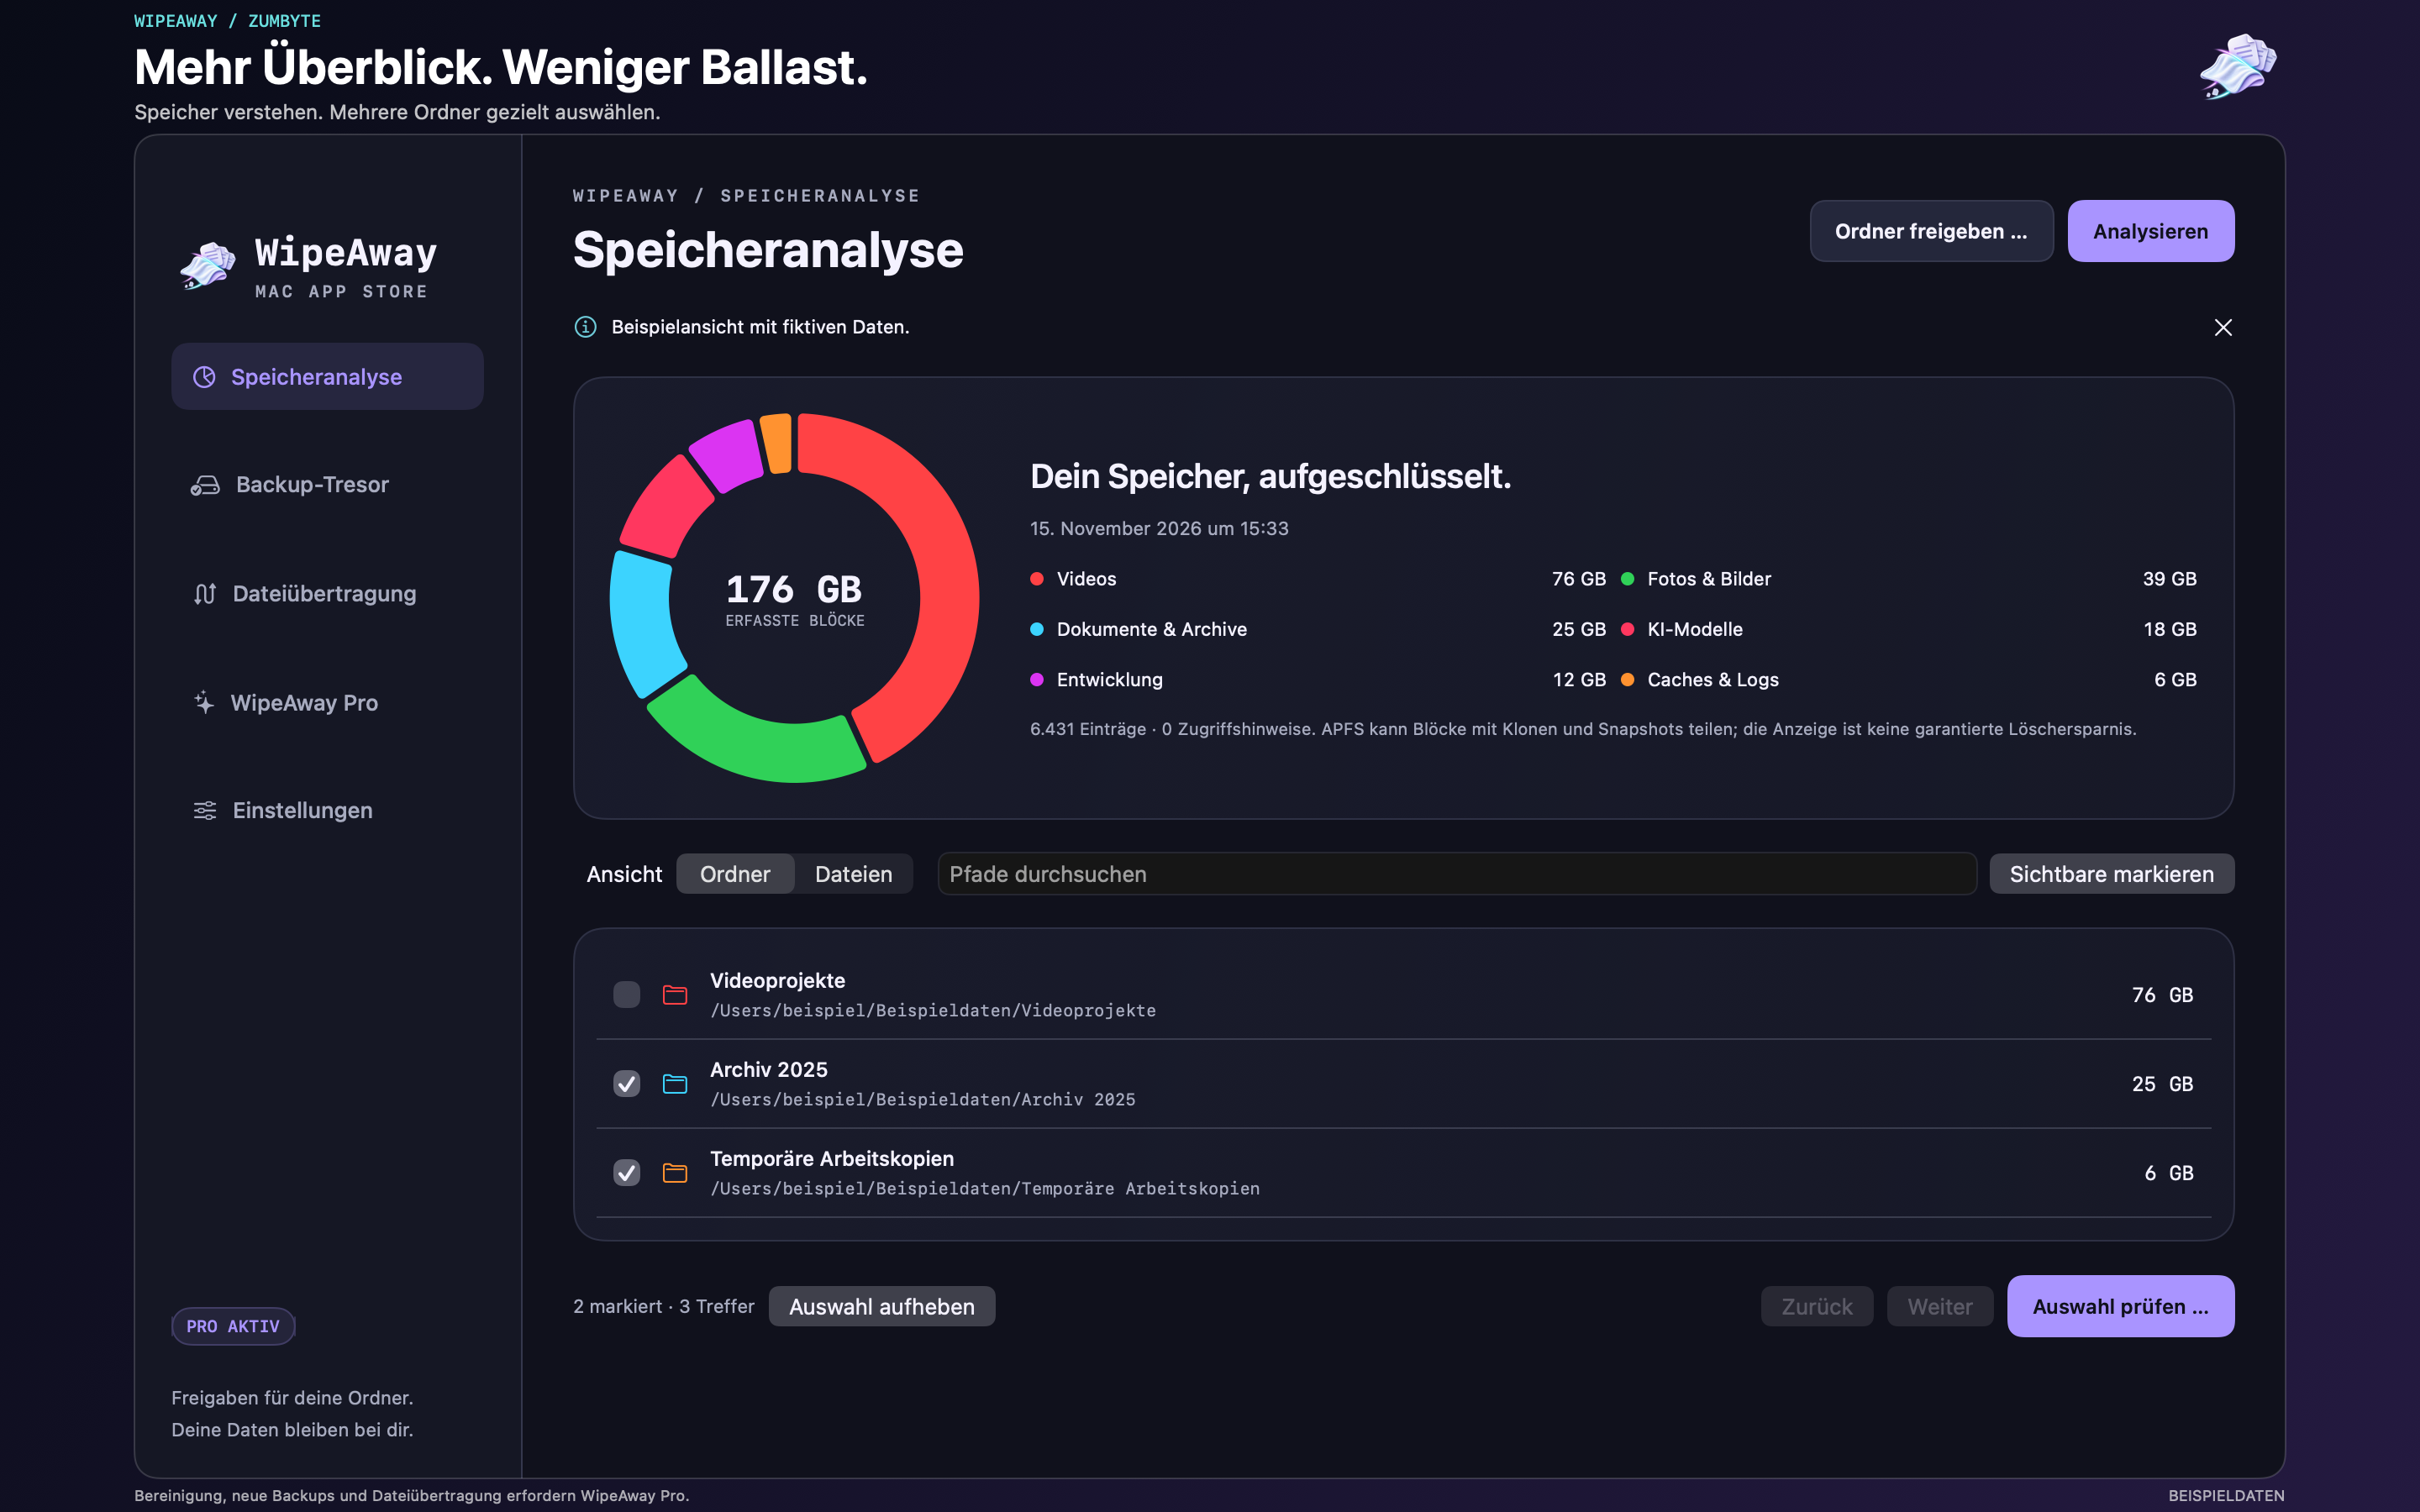 WIPEAWAY / ZUMBYTE
Mehr Überblick. Weniger Ballast.
Speicher verstehen. Mehrere Ordner gezielt auswählen.
WipeAway
MAC APP STORE
Speicheranalyse
Backup-Tresor
Dateiübertragung
WipeAway Pro
Einstellungen
PRO AKTIV
Freigaben für deine Ordner.
Deine Daten bleiben bei dir.
WIPEAWAY / SPEICHERANALYSE
Speicheranalyse
Ordner freigeben ...
Analysieren
Beispielansicht mit fiktiven Daten.
176 GB
ERFASSTE BLÖCKE
Dein Speicher, aufgeschlüsselt.
15. November 2026 um 15:33
Videos 76 GB Fotos & Bilder 39 GB
Dokumente & Archive 25 GB KI-Modelle 18 GB
Entwicklung 12 GB Caches & Logs 6 GB
6.431 Einträge · 0 Zugriffshinweise. APFS kann Blöcke mit Klonen und Snapshots teilen; die Anzeige ist keine garantierte Löschersparnis.
Ansicht Ordner Dateien Pfade durchsuchen Sichtbare markieren
Videoprojekte
/Users/beispiel/Beispieldaten/Videoprojekte
76 GB
Archiv 2025
/Users/beispiel/Beispieldaten/Archiv 2025
25 GB
Temporäre Arbeitskopien
/Users/beispiel/Beispieldaten/Temporäre Arbeitskopien
6 GB
2 markiert · 3 Treffer Auswahl aufheben Zurück Weiter Auswahl prüfen ...
Bereinigung, neue Backups und Dateiübertragung erfordern WipeAway Pro.
BEISPIELDATEN